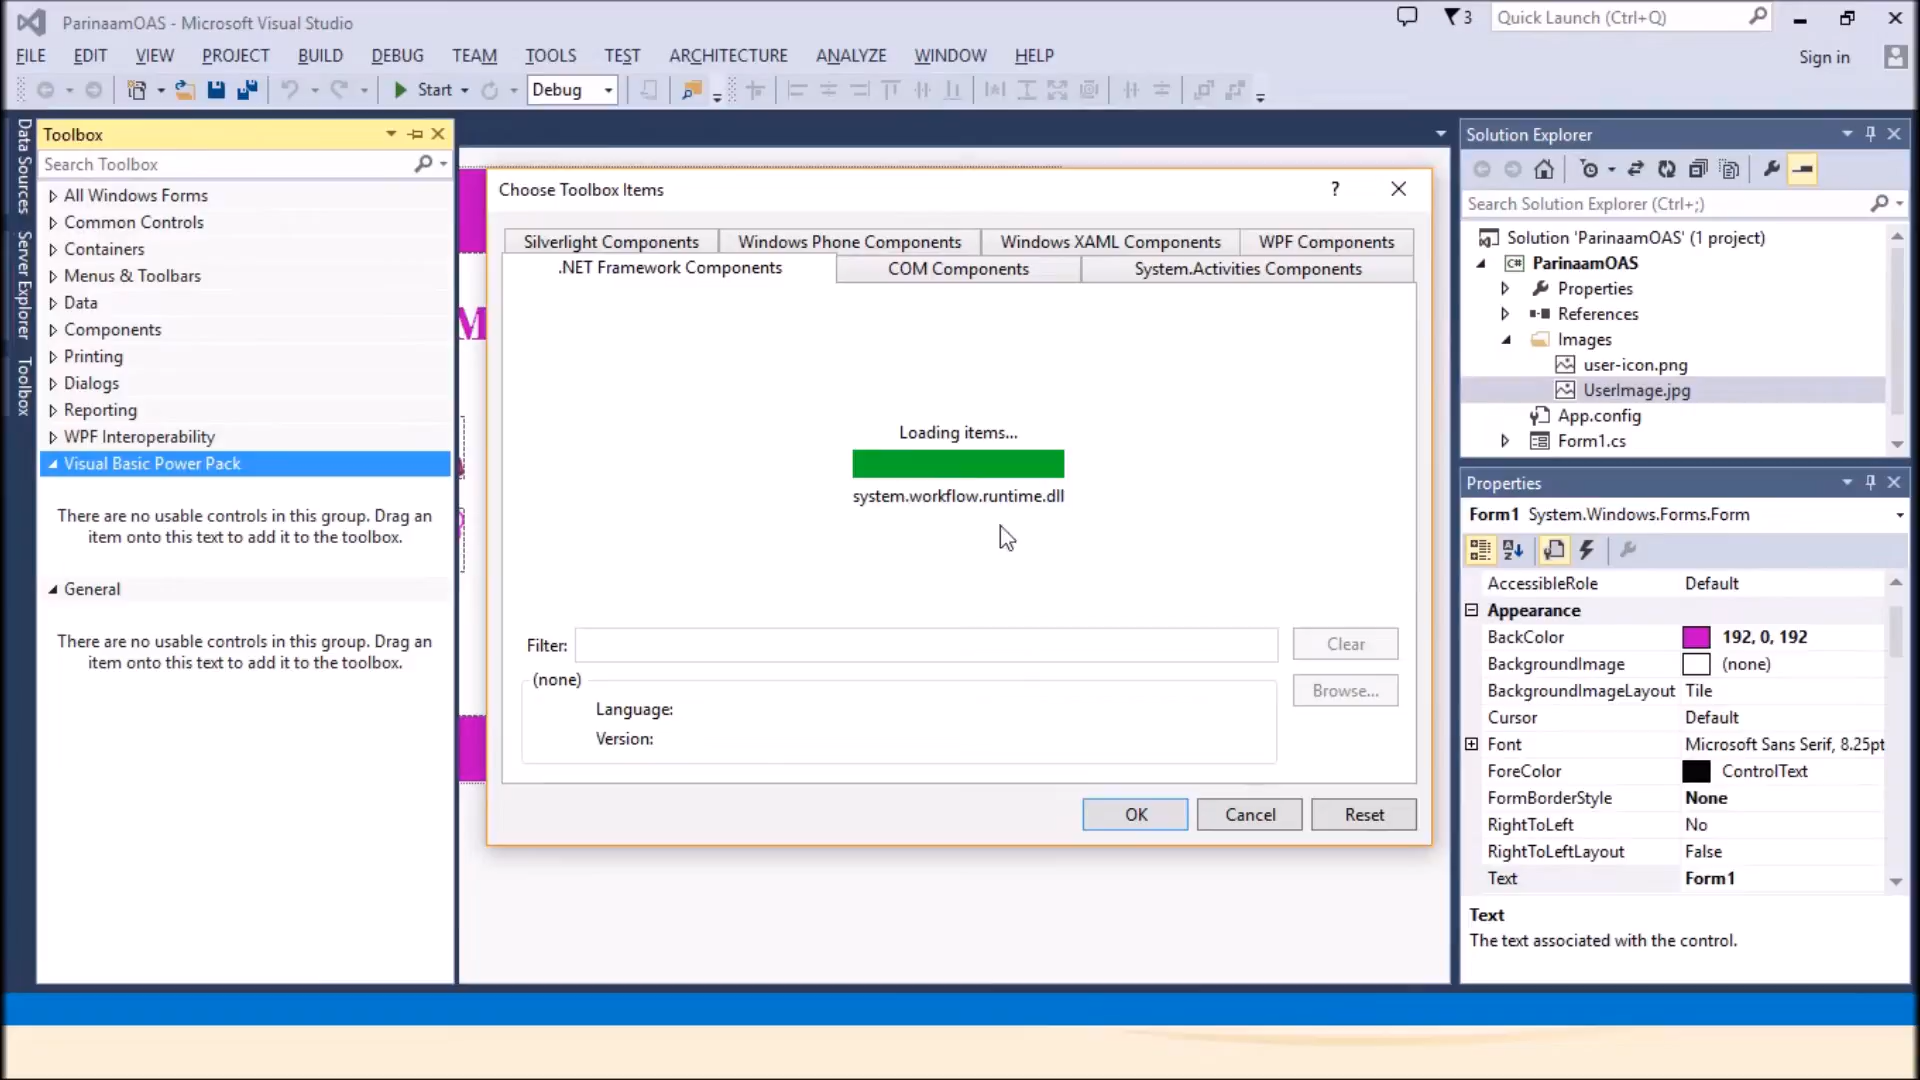 ParinaamOAS - Microsoft Visual Studio
3
Quick Launch (Ctrl+Q)
FILE EDIT VIEW PROJECT BUILD DEBUG TEAM TOOLS TEST ARCHITECTURE ANALYZE WINDOW HELP
Sign in
Start
Debug
Data Sources
Server Explorer
Toolbox
Toolbox
Search Toolbox
All Windows Forms
Common Controls
Containers
Menus & Toolbars
Data
Components
Printing
Dialogs
Reporting
WPF Interoperability
Visual Basic Power Pack
There are no usable controls in this group. Drag an
item onto this text to add it to the toolbox.
General
There are no usable controls in this group. Drag an
item onto this text to add it to the toolbox.
M
Choose Toolbox Items
?
Silverlight Components
Windows Phone Components
Windows XAML Components
WPF Components
.NET Framework Components
COM Components
System.Activities Components
Loading items...
system.workflow.runtime.dll
Filter:
Clear
(none)
Browse...
Language:
Version:
OK
Cancel
Reset
Solution Explorer
Search Solution Explorer (Ctrl+;)
Solution 'ParinaamOAS' (1 project)
C# ParinaamOAS
Properties
References
Images
user-icon.png
UserImage.jpg
App.config
Form1.cs
Properties
Form1 System.Windows.Forms.Form
AccessibleRole Default
Appearance
BackColor 192, 0, 192
BackgroundImage (none)
BackgroundImageLayout Tile
Cursor Default
Font Microsoft Sans Serif, 8.25pt
ForeColor ControlText
FormBorderStyle None
RightToLeft No
RightToLeftLayout False
Text Form1
Text
The text associated with the control.